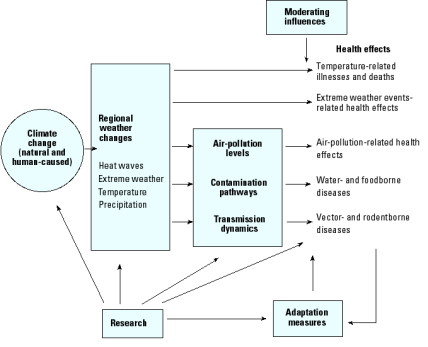 Moderating
influences
Health effects
Temperature-related
illnesses and deaths
Extreme weather events-
related health effects
Climate
change
(natural and
human-caused)
Regional
weather
changes
Heat waves
Extreme weather
Temperature
Precipitation
Air-pollution
levels
Contamination
pathways
Transmission
dynamics
Air-pollution-related health
effects
Water- and foodborne
diseases
Vector- and rodentborne
diseases
Research
Adaptation
measures